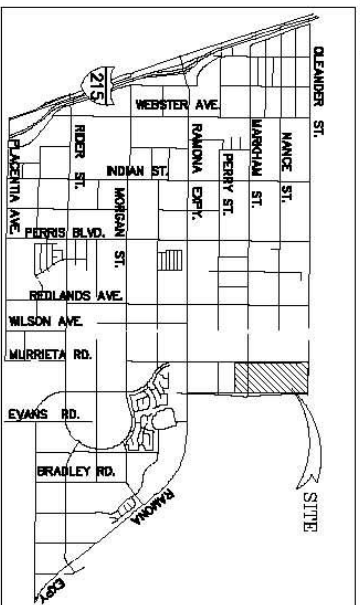 OLEANDER ST.
NANCE ST.
MARKHAM ST.
PERRY ST.
RAMONA EXPY.
MORGAN ST.
RIDER ST.
PLACENTIA AVE.
215
WEBSTER AVE.
INDIAN ST.
PERRIS BLVD.
REDLANDS AVE.
WILSON AVE.
MURRIETA RD.
EVANS RD.
BRADLEY RD.
RAMONA EXPY.
SITE